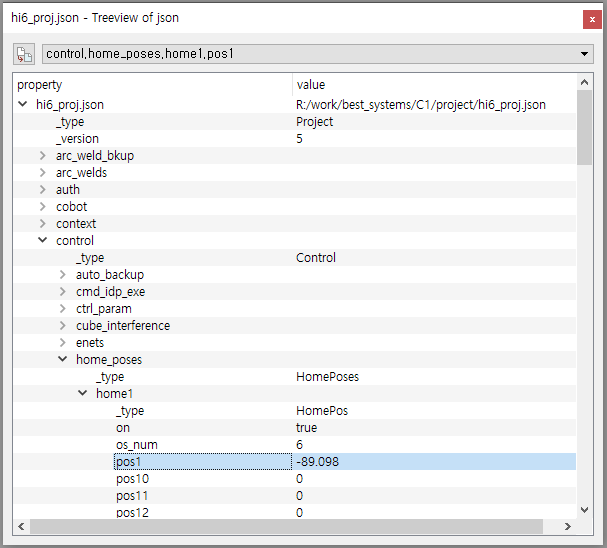 hi6_proj.json - Treeview of json
control,home_poses,home1,pos1
property value
hi6_proj.json R:/work/best_systems/C1/project/hi6_proj.json
_type Project
_version 5
arc_weld_bkup
arc_welds
auth
cobot
context
control
_type Control
auto_backup
cmd_idp_exe
ctrl_param
cube_interference
enets
home_poses
_type HomePoses
home1
_type HomePos
on true
os_num 6
pos1 -89.098
pos10 0
pos11 0
pos12 0